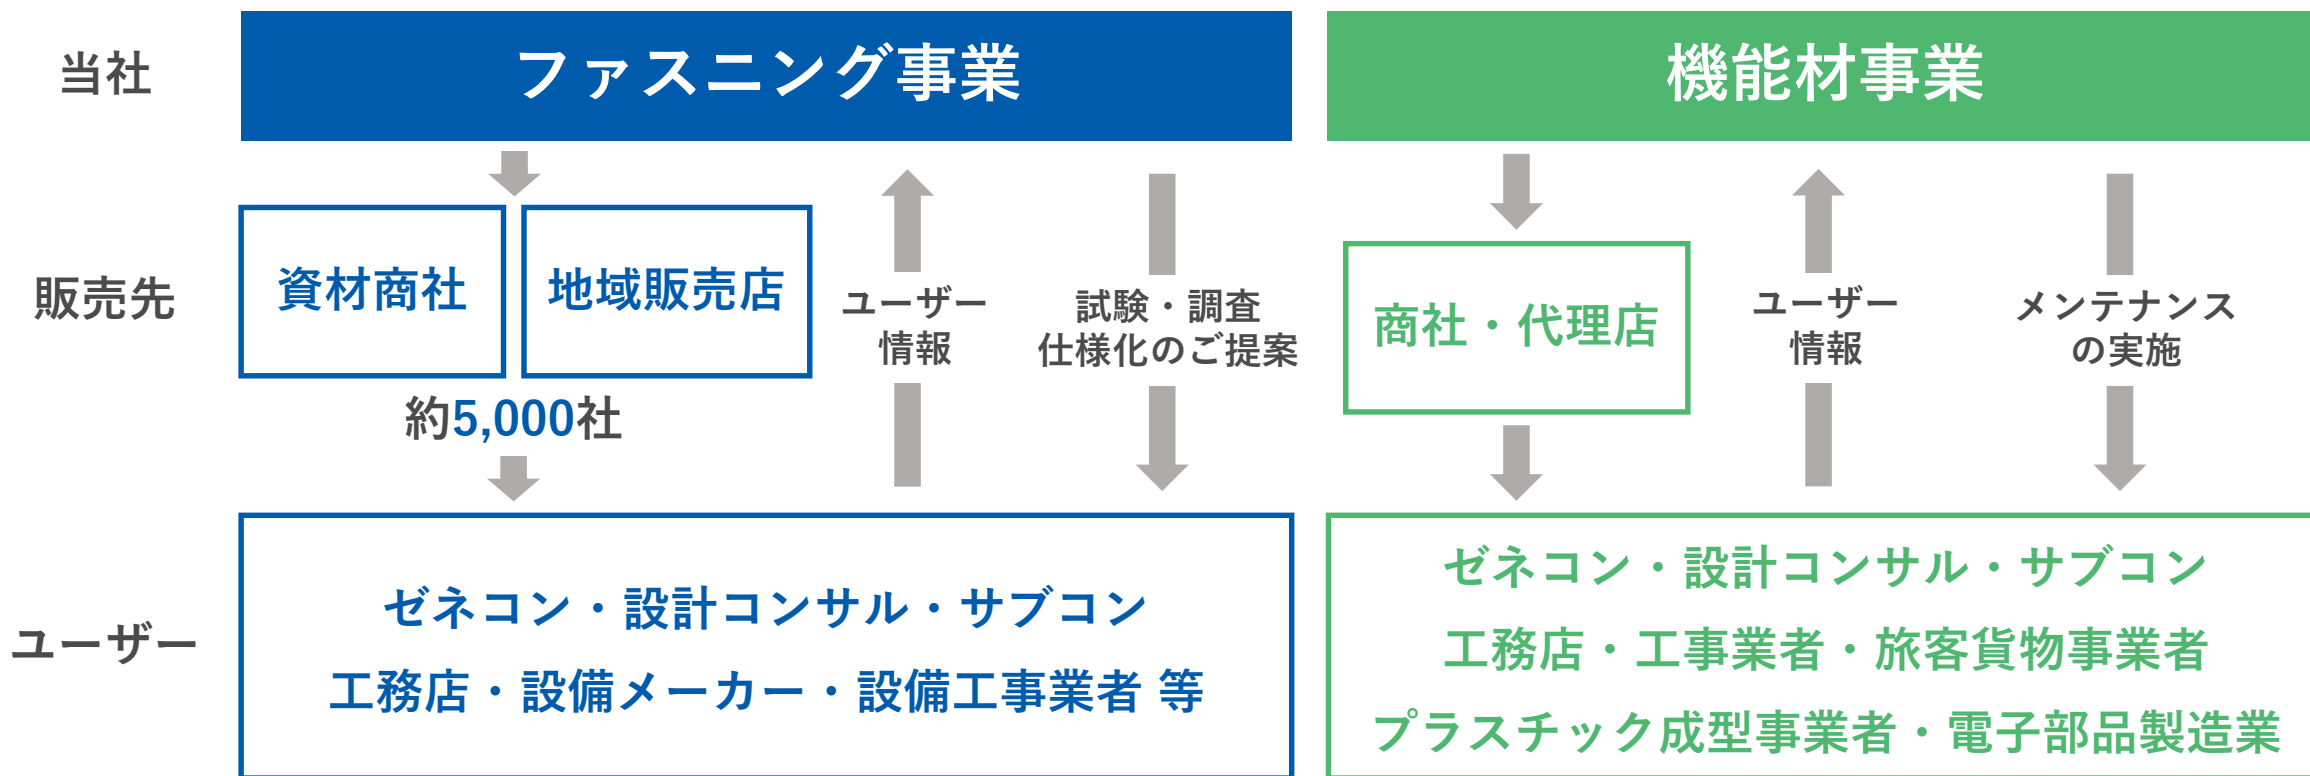 当社
ファスニング事業
機能材事業
販売先
資材商社
地域販売店
約5,000社
ユーザー
情報
試験・調査
仕様化のご提案
商社・代理店
ユーザー
情報
メンテナンス
の実施
ユーザー
ゼネコン・設計コンサル・サブコン
工務店・設備メーカー・設備工事業者 等
ゼネコン・設計コンサル・サブコン
工務店・工事業者・旅客貨物事業者
プラスチック成型事業者・電子部品製造業